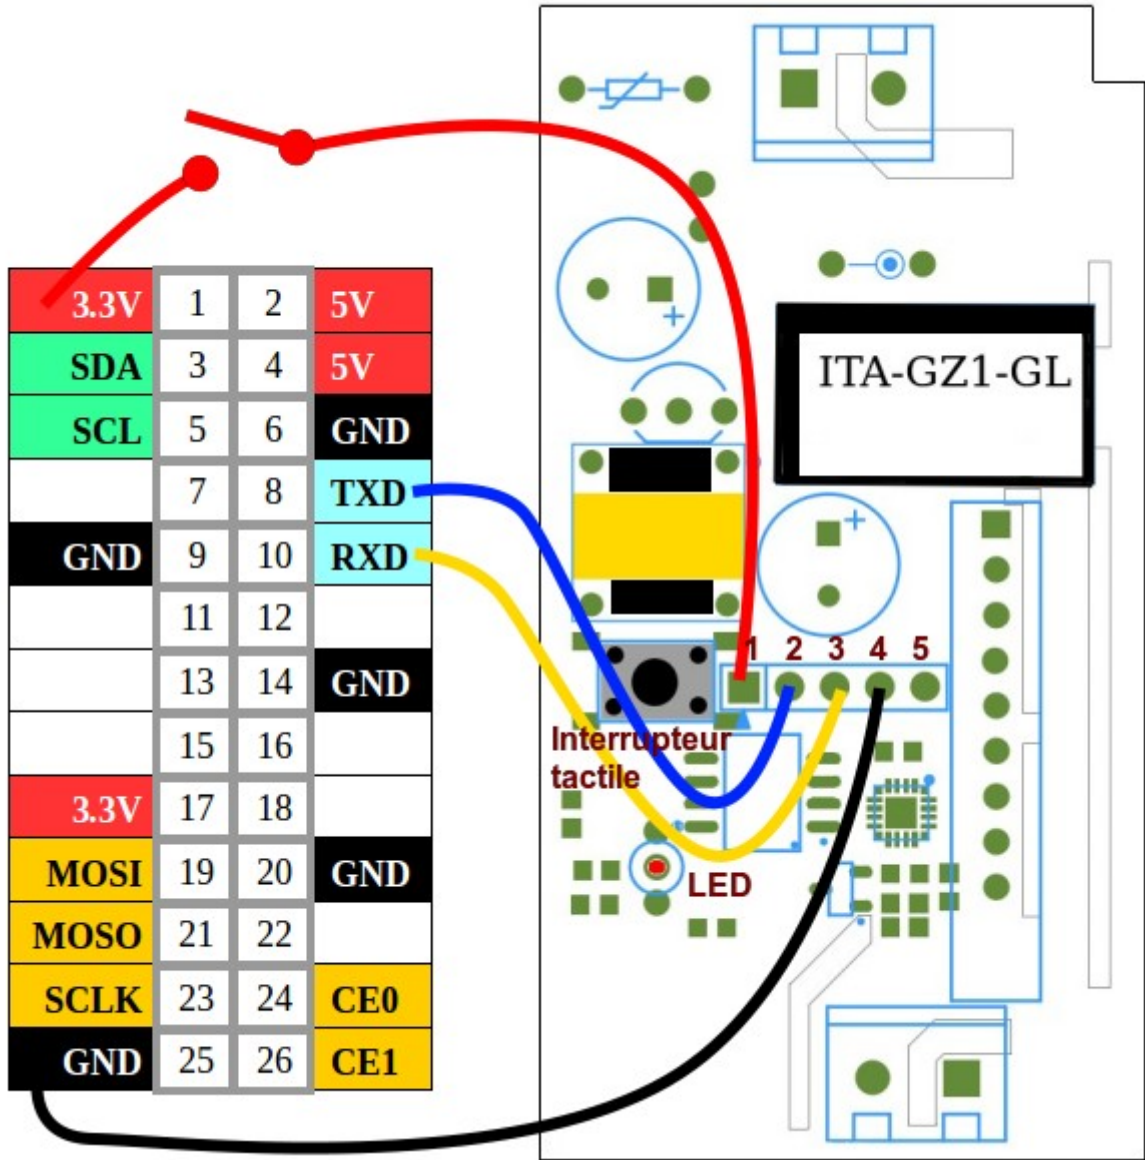 3.3V 1 2 5V
SDA 3 4 5V
SCL 5 6 GND
7 8 TXD
GND 9 10 RXD
11 12
13 14 GND
15 16
3.3V 17 18
MOSI 19 20 GND
MOSO 21 22
SCLK 23 24 CE0
GND 25 26 CE1
+
ITA-GZ1-GL
+
1 2 3 4 5
Interrupteur
tactile
LED